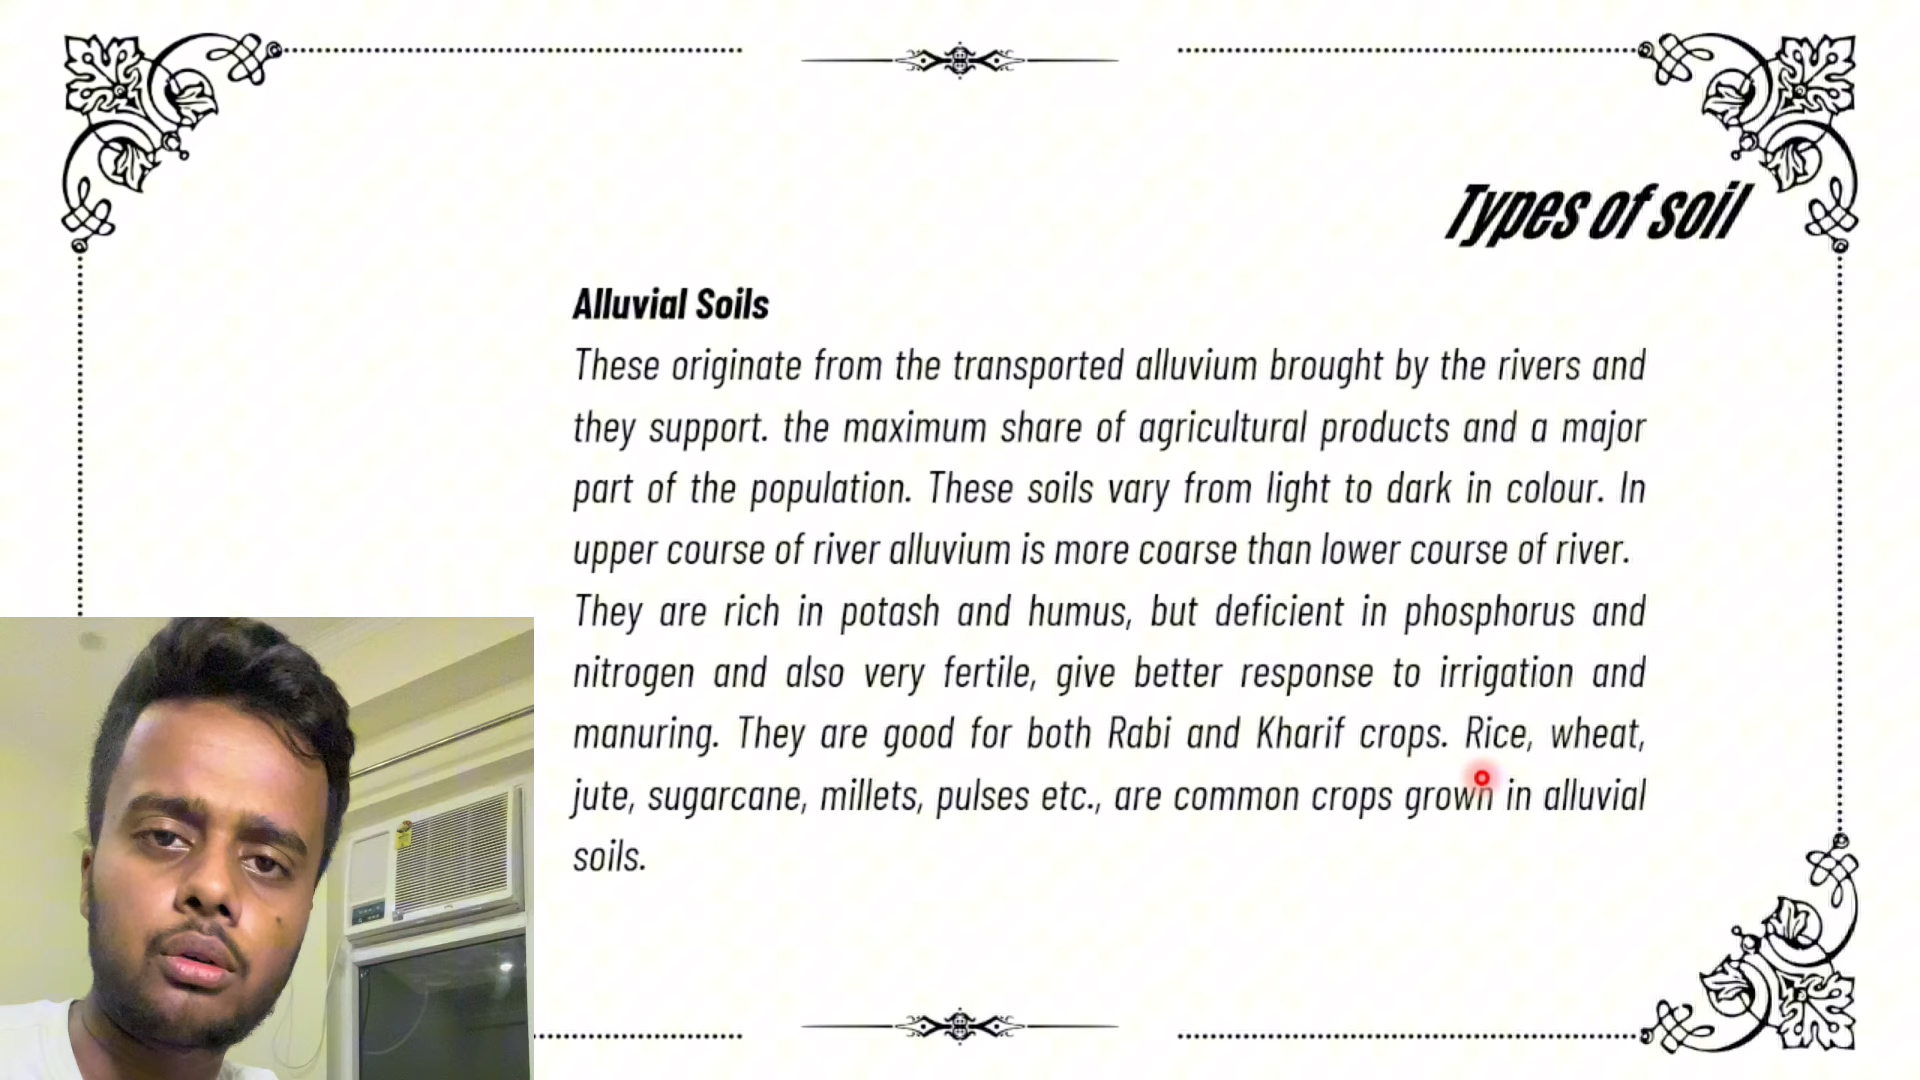 Types of soil
Alluvial Soils
These originate from the transported alluvium brought by the rivers and
they support. the maximum share of agricultural products and a major
part of the population. These soils vary from light to dark in colour. In
upper course of river alluvium is more coarse than lower course of river.
They are rich in potash and humus, but deficient in phosphorus and
nitrogen and also very fertile, give better response to irrigation and
manuring. They are good for both Rabi and Kharif crops. Rice, wheat,
jute, sugarcane, millets, pulses etc., are common crops grown in alluvial
soils.